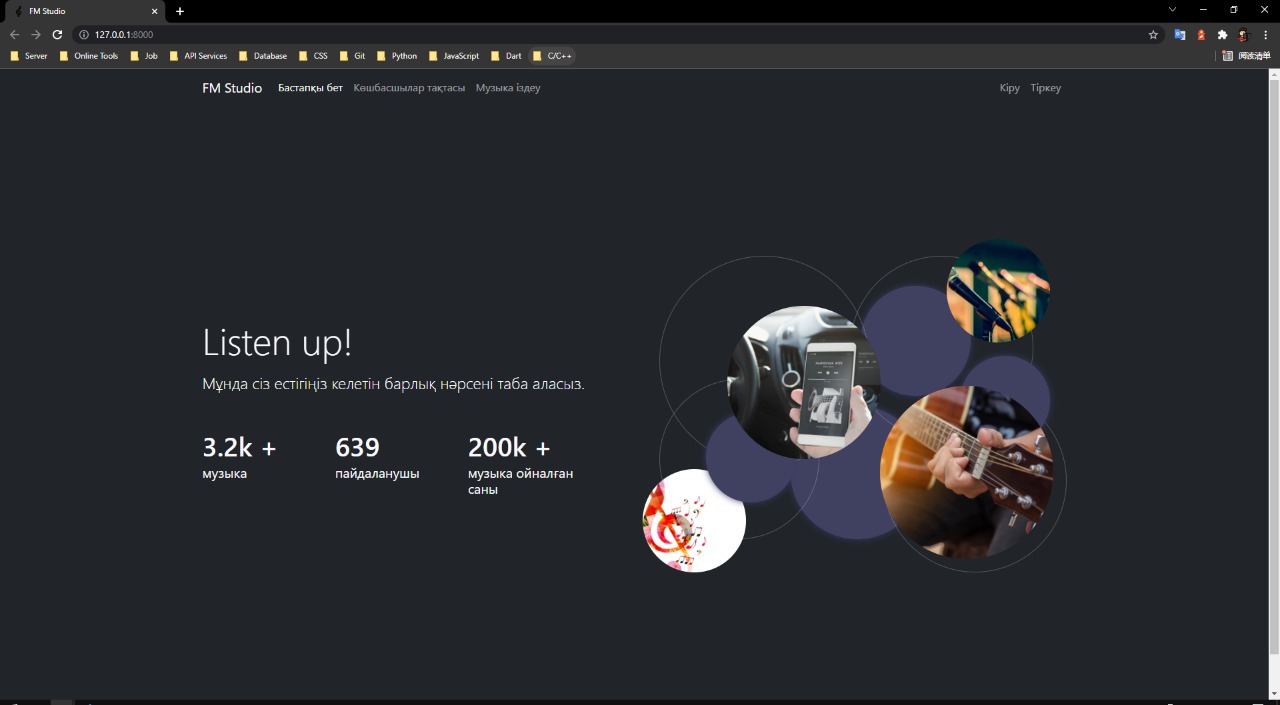 FM Studio
127.0.0.1:8000
Server Online Tools Job API Services Database CSS Git Python JavaScript Dart C/C++ 阅读清单
FM Studio Бастапқы бет Көшбасшылар тақтасы Музыка іздеу Кіру Тіркеу
Listen up!
Мұнда сіз естігіңіз келетін барлық нәрсені таба аласыз.
3.2k + 639 200k +
музыка пайдаланушы музыка ойналған
саны